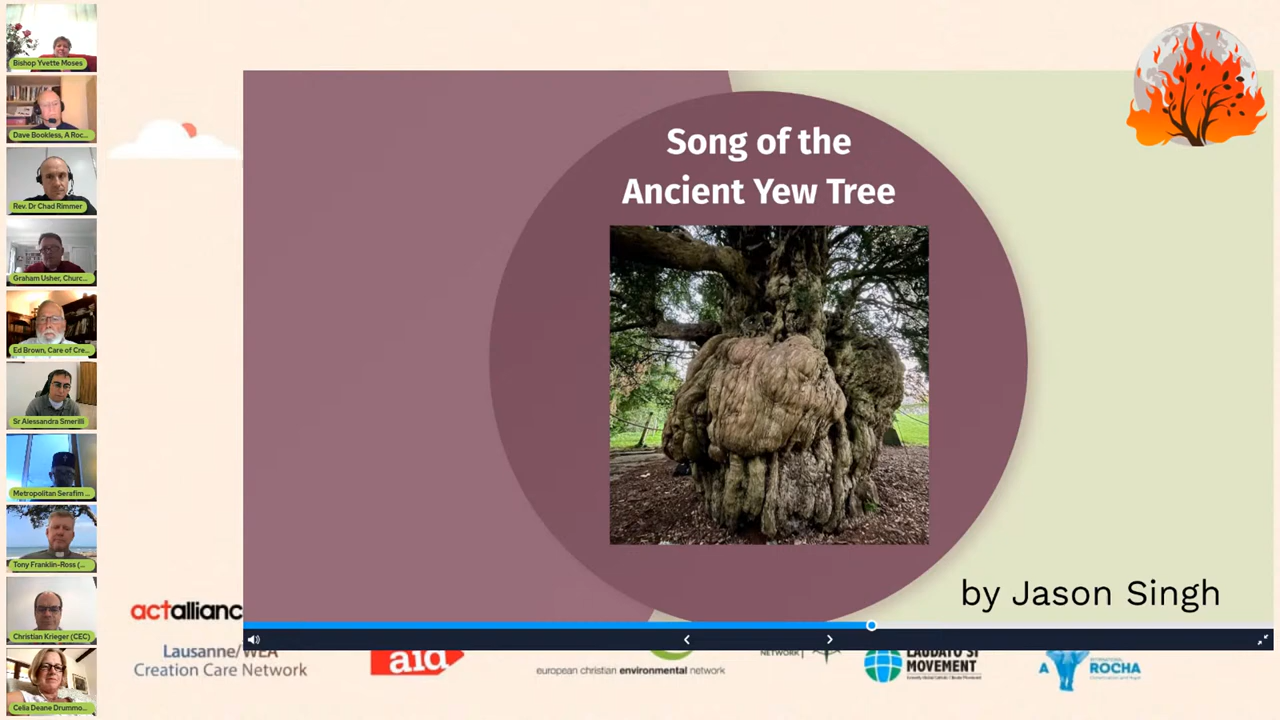 Bishop Yvette Moses
Dave Bookless, A Roc...
Rev. Dr Chad Rimmer
Graham Usher, Churc...
Ed Brown, Care of Cre...
Sr Alessandra Smerilli
Metropolitan Serafim ...
Tony Franklin-Ross (...
Christian Krieger (CEC)
Celia Deane Drummo...
Song of the
Ancient Yew Tree
by Jason Singh
actallianc
Lausanne/WEA
Creation Care Network
aid
european christian environmental network
NETWORK
LAUDATO SI'
MOVEMENT
A
INTERNATIONAL
ROCHA